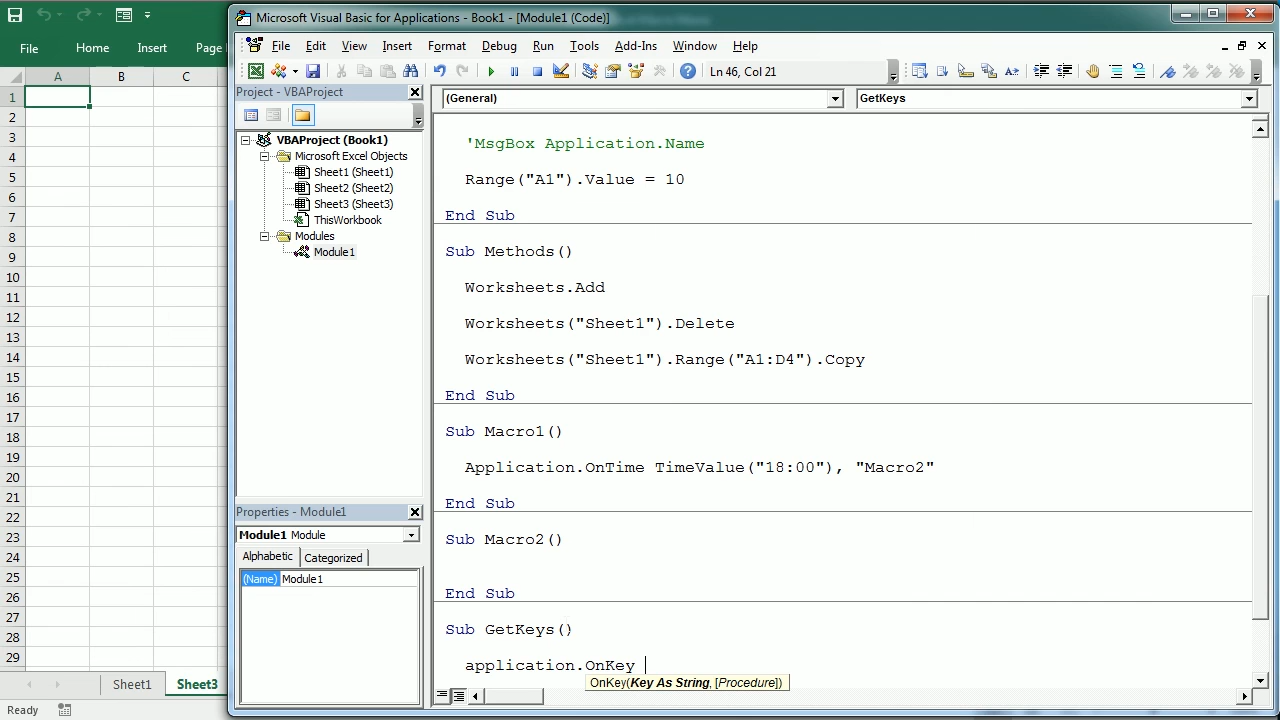 Microsoft Visual Basic for Applications - Book1 - [Module1 (Code)]
File Home Insert Page
File Edit View Insert Format Debug Run Tools Add-Ins Window Help
Ln 46, Col 21
Project - VBAProject
(General) GetKeys
VBAProject (Book1)
Microsoft Excel Objects
Sheet1 (Sheet1)
Sheet2 (Sheet2)
Sheet3 (Sheet3)
ThisWorkbook
Modules
Module1
Properties - Module1
Module1 Module
Alphabetic Categorized
(Name) Module1
'MsgBox Application.Name
Range("A1").Value = 10
End Sub
Sub Methods()
Worksheets.Add
Worksheets("Sheet1").Delete
Worksheets("Sheet1").Range("A1:D4").Copy
End Sub
Sub Macro1()
Application.OnTime TimeValue("18:00"), "Macro2"
End Sub
Sub Macro2()
End Sub
Sub GetKeys()
application.OnKey
OnKey(Key As String, [Procedure])
A B C
1
2
3
4
5
6
7
8
9
10
11
12
13
14
15
16
17
18
19
20
21
22
23
24
25
26
27
28
29
Sheet1 Sheet3
Ready